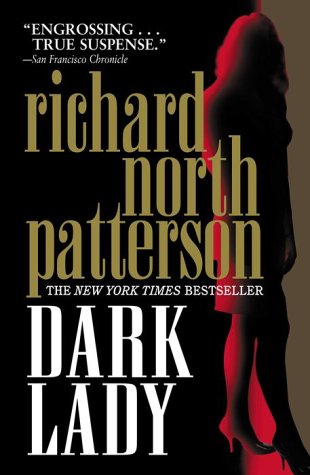 “ENGROSSING . . .
TRUE SUSPENSE.”
—San Francisco Chronicle
richard
north
patterson
THE NEW YORK TIMES BESTSELLER
DARK
LADY